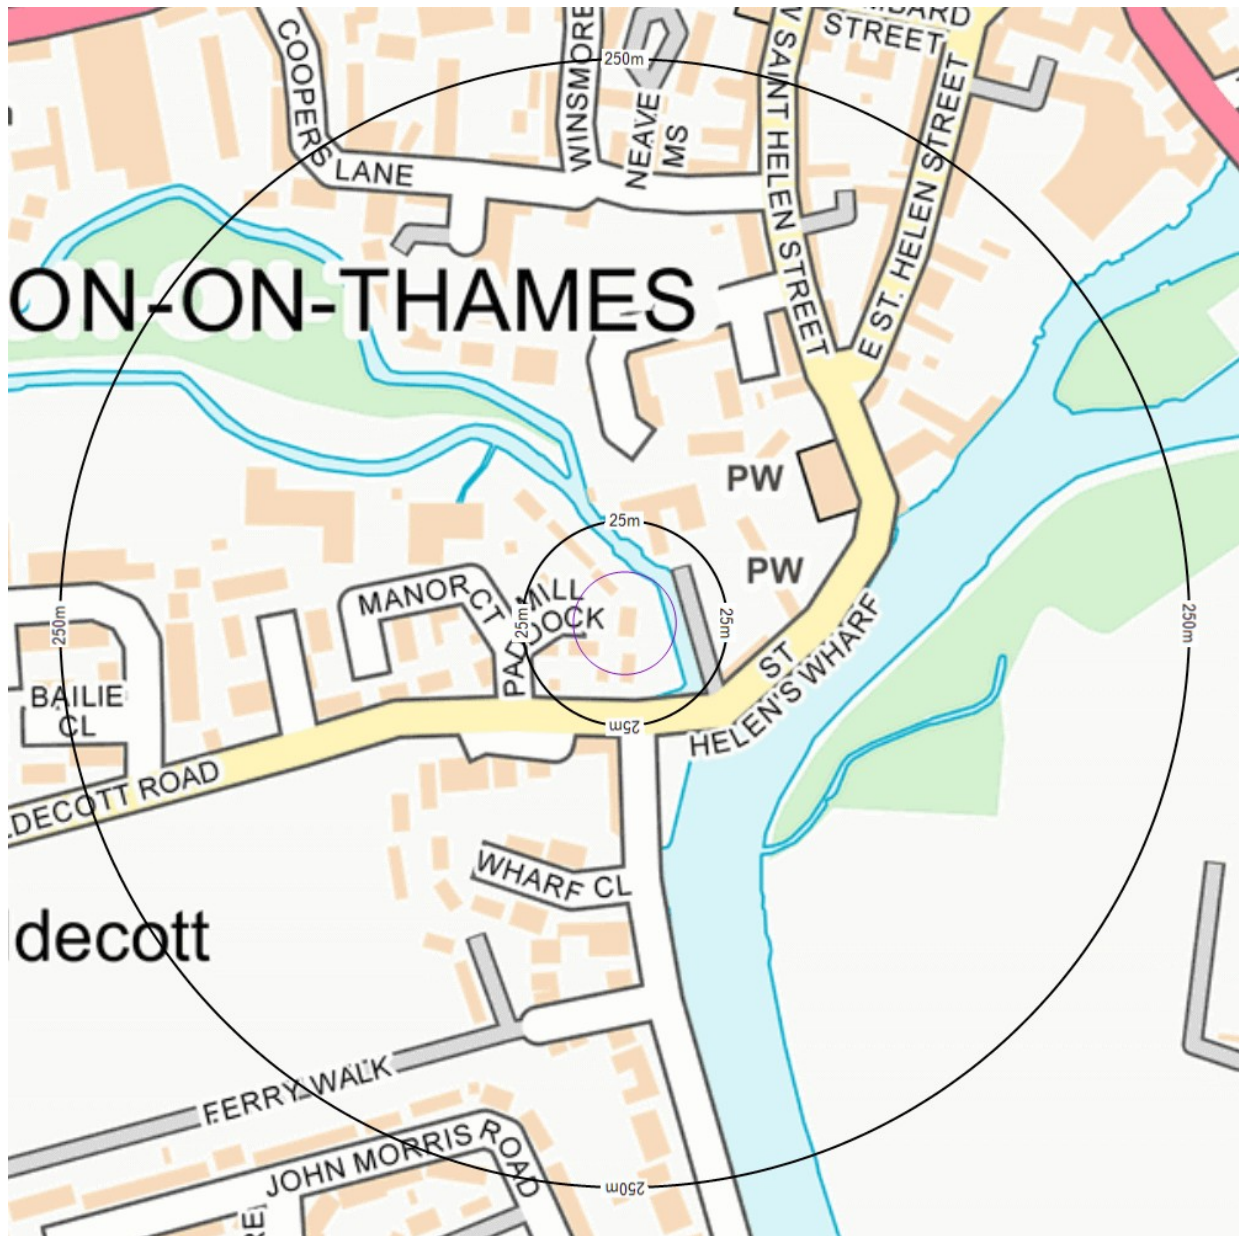 COOPERS
LANE
WINSMORE
NEAVE
MS
W SAINT HELEN STREET
STREET
E ST. HELEN STREET
250m
ON-ON-THAMES
PW
PW
25m
25m
25m
25m
MANOR
CT
MILL
PADDOCK
250m
250m
BAILIE
CL
ST
HELEN'S WHARF
DECOTT ROAD
WHARF CL
decott
FERRY WALK
JOHN MORRIS ROAD
250m